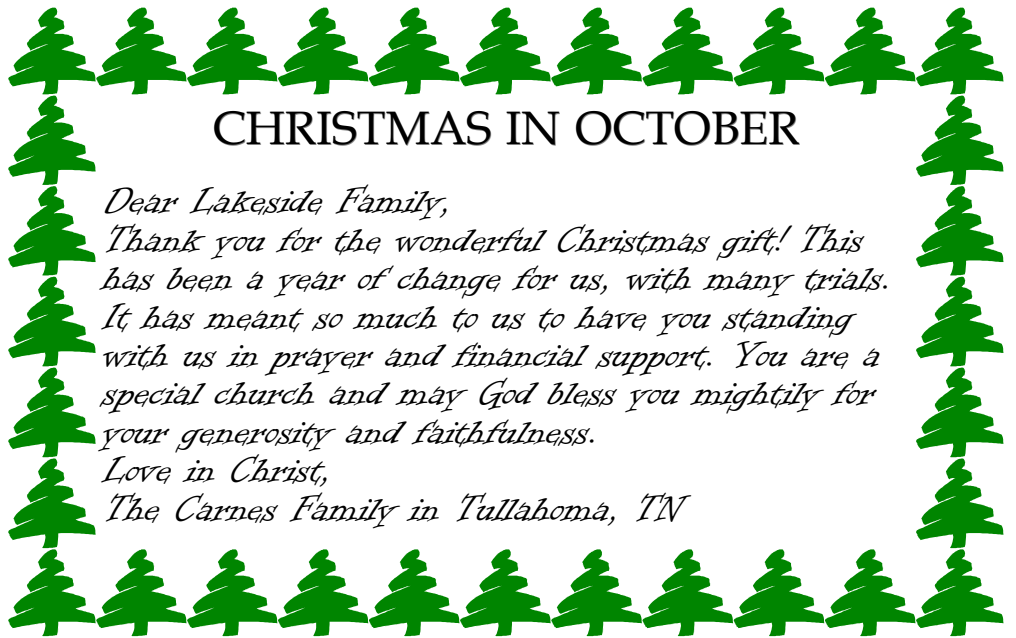 CHRISTMAS IN OCTOBER
Dear Lakeside Family,
Thank you for the wonderful Christmas gift! This
has been a year of change for us, with many trials.
It has meant so much to us to have you standing
with us in prayer and financial support. You are a
special church and may God bless you mightily for
your generosity and faithfulness.
Love in Christ,
The Carnes Family in Tullahoma, TN